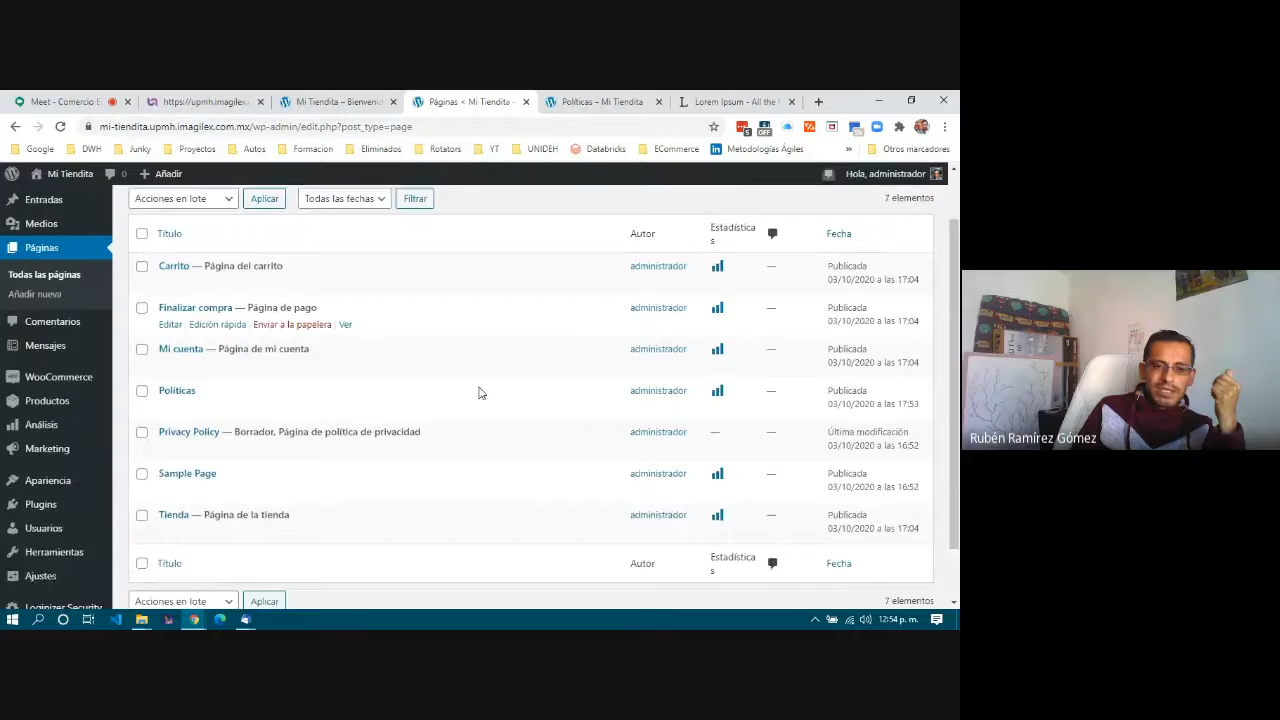 Meet - Comercio E
https://upmh.imagilex.
Mi Tiendita – Bienvenid
Páginas < Mi Tiendita -
Políticas – Mi Tiendita
Lorem Ipsum - All the
mi-tiendita.upmh.imagilex.com.mx/wp-admin/edit.php?post_type=page
Google
DWH
Junky
Proyectos
Autos
Formacion
Eliminados
Rotators
YT
UNIDEH
Databricks
ECommerce
Metodologías Ágiles
»
Otros marcadores
Mi Tiendita
0
Añadir
Hola, administrador
Entradas
Medios
Páginas
Todas las páginas
Añadir nueva
Comentarios
Mensajes
WooCommerce
Productos
Análisis
Marketing
Apariencia
Plugins
Usuarios
Herramientas
Ajustes
Loginizer Security
Acciones en lote
Aplicar
Todas las fechas
Filtrar
7 elementos
Título
Autor
Estadística
s
Fecha
Carrito — Página del carrito
administrador
—
Publicada
03/10/2020 a las 17:04
Finalizar compra — Página de pago
Editar | Edición rápida | Enviar a la papelera | Ver
administrador
—
Publicada
03/10/2020 a las 17:04
Mi cuenta — Página de mi cuenta
administrador
—
Publicada
03/10/2020 a las 17:04
Políticas
administrador
—
Publicada
03/10/2020 a las 17:53
Privacy Policy — Borrador, Página de política de privacidad
administrador
—
—
Última modificación
03/10/2020 a las 16:52
Sample Page
administrador
—
Publicada
03/10/2020 a las 16:52
Tienda — Página de la tienda
administrador
—
Publicada
03/10/2020 a las 17:04
Título
Autor
Estadística
s
Fecha
Acciones en lote
Aplicar
7 elementos
12:54 p. m.
Rubén Ramírez Gómez